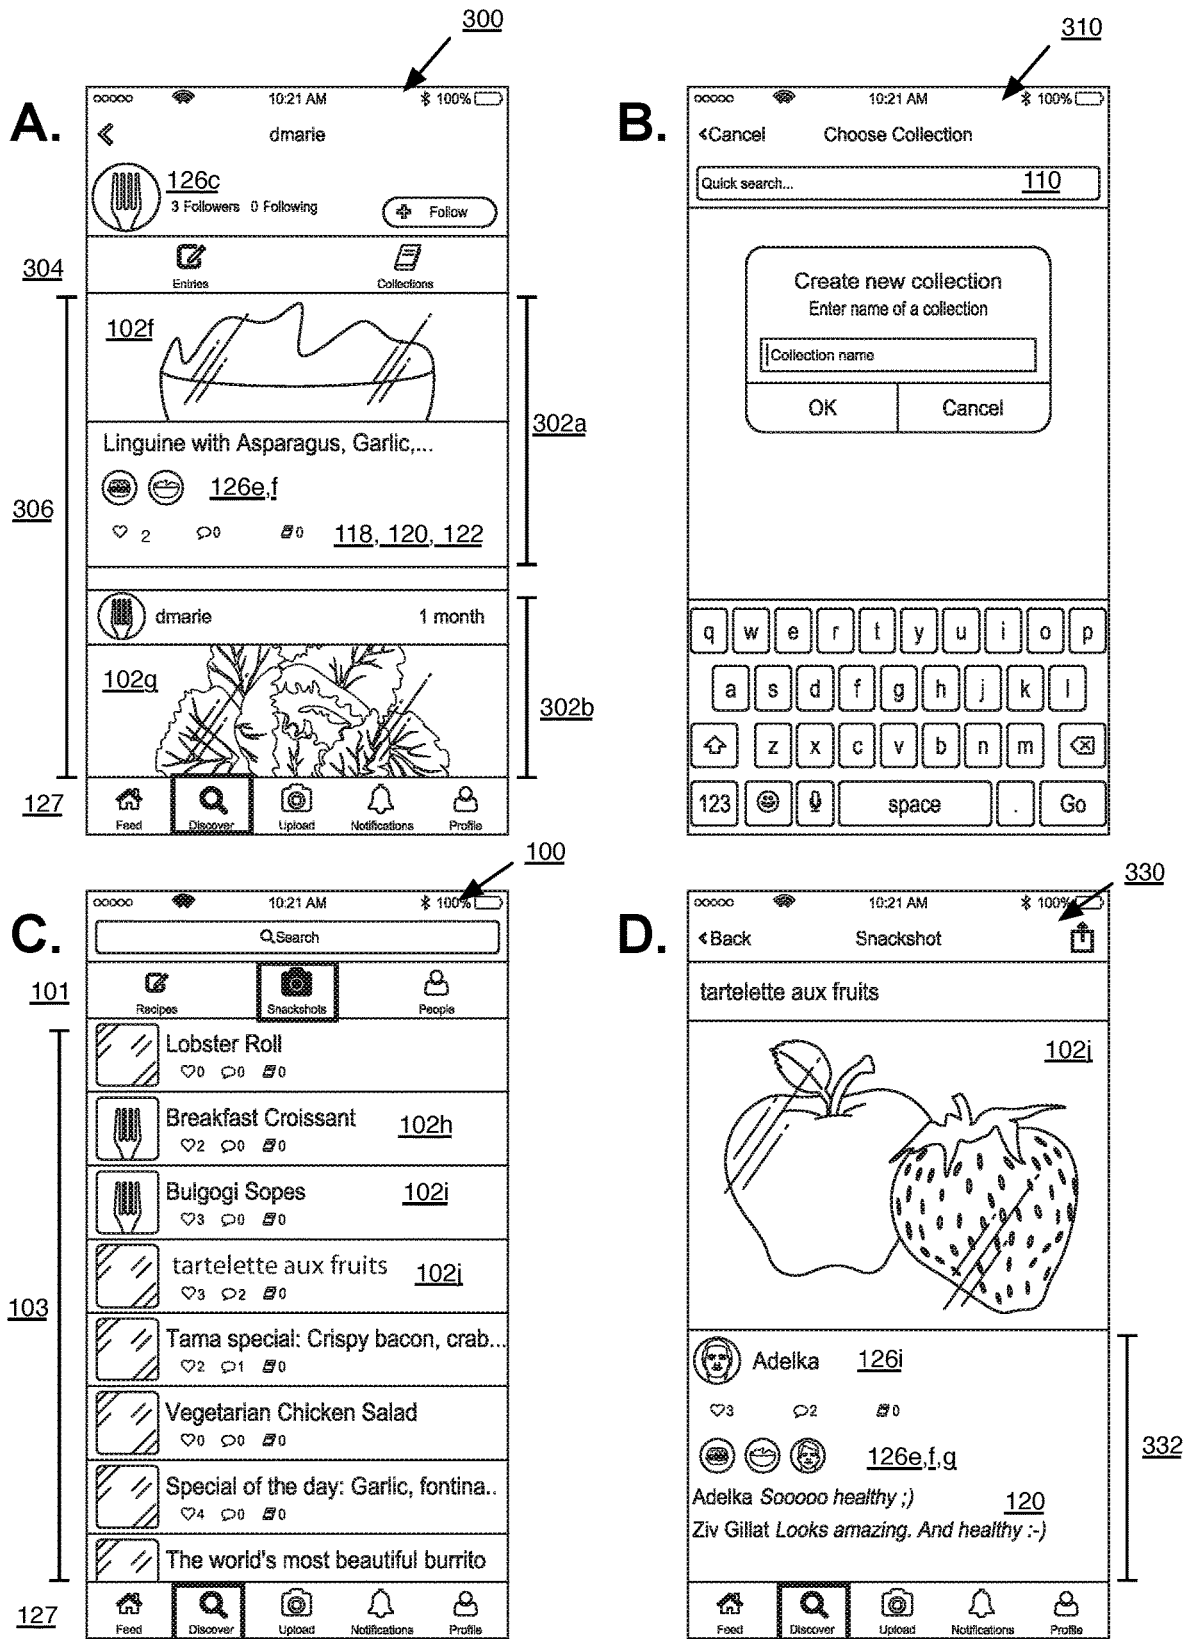 300
A.
10:21 AM 100%
dmarie
126c
3 Followers 0 Following
Follow
304
Entries Collections
102f
302a
Linguine with Asparagus, Garlic,...
126e,f
306
2 0 0 118, 120, 122
dmarie 1 month
102g
302b
127
Feed Discover Upload Notifications Profile
310
B.
10:21 AM 100%
<Cancel Choose Collection
Quick search... 110
Create new collection
Enter name of a collection
Collection name
OK Cancel
q w e r t y u i o p
a s d f g h j k l
z x c v b n m
123 space . Go
100
C.
10:21 AM 100%
Search
101
Recipes Snackshots People
Lobster Roll
0 0 0
Breakfast Croissant 102h
2 0 0
Bulgogi Sopes 102i
3 0 0
tartelette aux fruits 102j
3 2 0
103
Tama special: Crispy bacon, crab...
2 1 0
Vegetarian Chicken Salad
0 0 0
Special of the day: Garlic, fontina..
4 0 0
The world's most beautiful burrito
127
Feed Discover Upload Notifications Profile
330
D.
10:21 AM 100%
<Back Snackshot
tartelette aux fruits
102j
Adelka 126i
3 2 0
332
126e,f,g
Adelka Sooooo healthy ;) 120
Ziv Gillat Looks amazing. And healthy :-)
Feed Discover Upload Notifications Profile